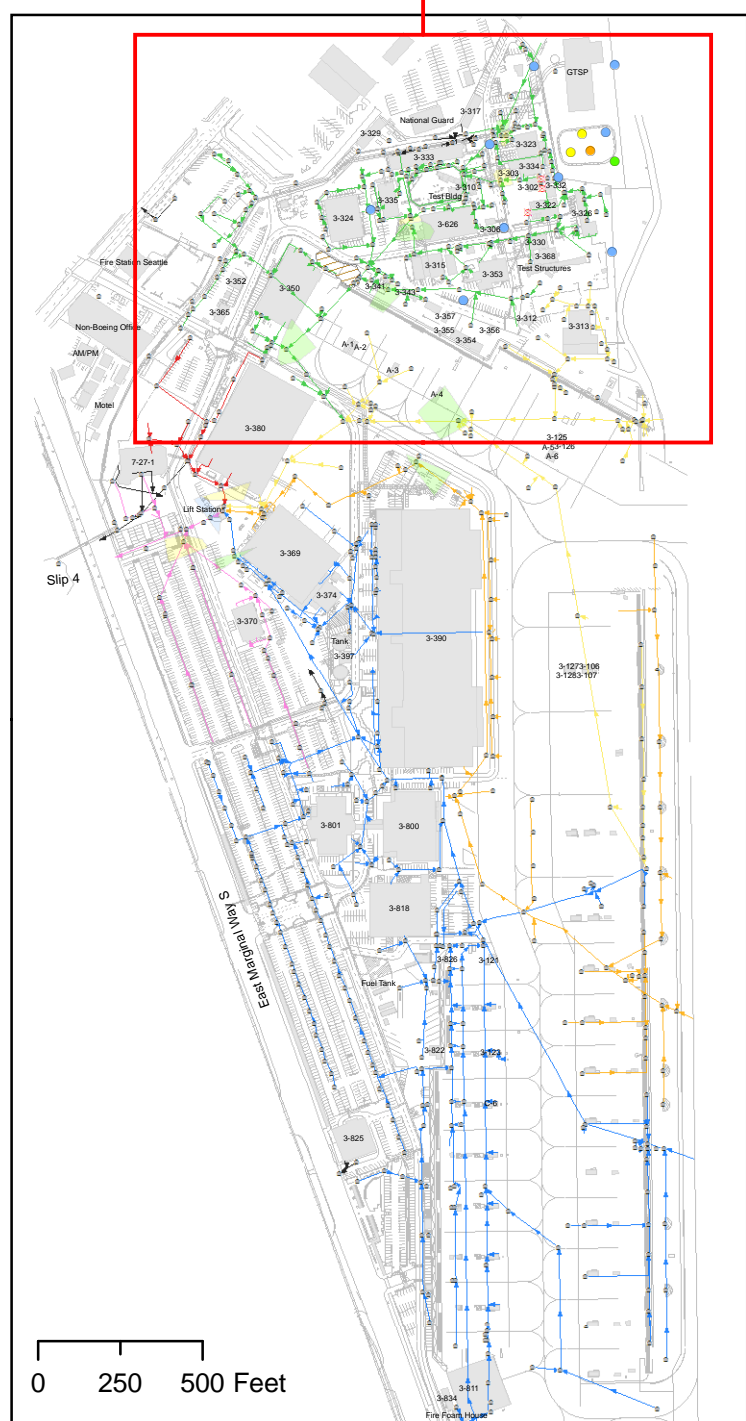 GTSP
National Guard
3-317
3-329
3-323
3-333
3-334
3-303
3-310
3-302
3-332
3-335
Test Bldg
3-322
3-326
3-324
3-626
3-306
3-330
3-368
Fire Station Seattle
3-315
3-353
Test Structures
3-352
3-350
3-341
3-343
3-365
3-357
3-312
3-313
Non-Boeing Office
3-355
3-356
3-354
A-1
A-2
AM/PM
A-3
Motel
A-4
3-380
3-125
3-126
A-5
A-6
7-27-1
Lift Station
3-369
Slip 4
3-374
3-370
3-390
Tank
3-397
3-1273-106
3-1283-107
3-801
3-800
3-818
East Marginal Way S
3-826
3-121
Fuel Tank
3-822
3-123
C-6
3-825
0 250 500 Feet
3-811
3-834
Fire Foam House